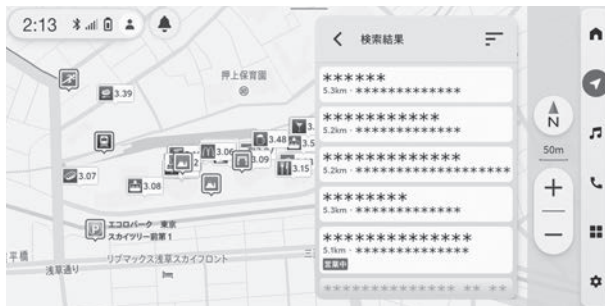 2:13
検索結果
******
5.3km・*************
***********
5.2km・*************
*************
5.2km・*******************
********
5.3km・*************
**************
5.1km・**************
営業中
************* ** **
押上保育園
3.39
3.48
3.5
3.06
3.09
3.15
3.07
3.08
P
エコロパーク 東京
スカイツリー前第1
リブマックス浅草スカイフロント
平橋
浅草通り
三
N
50m
+
−